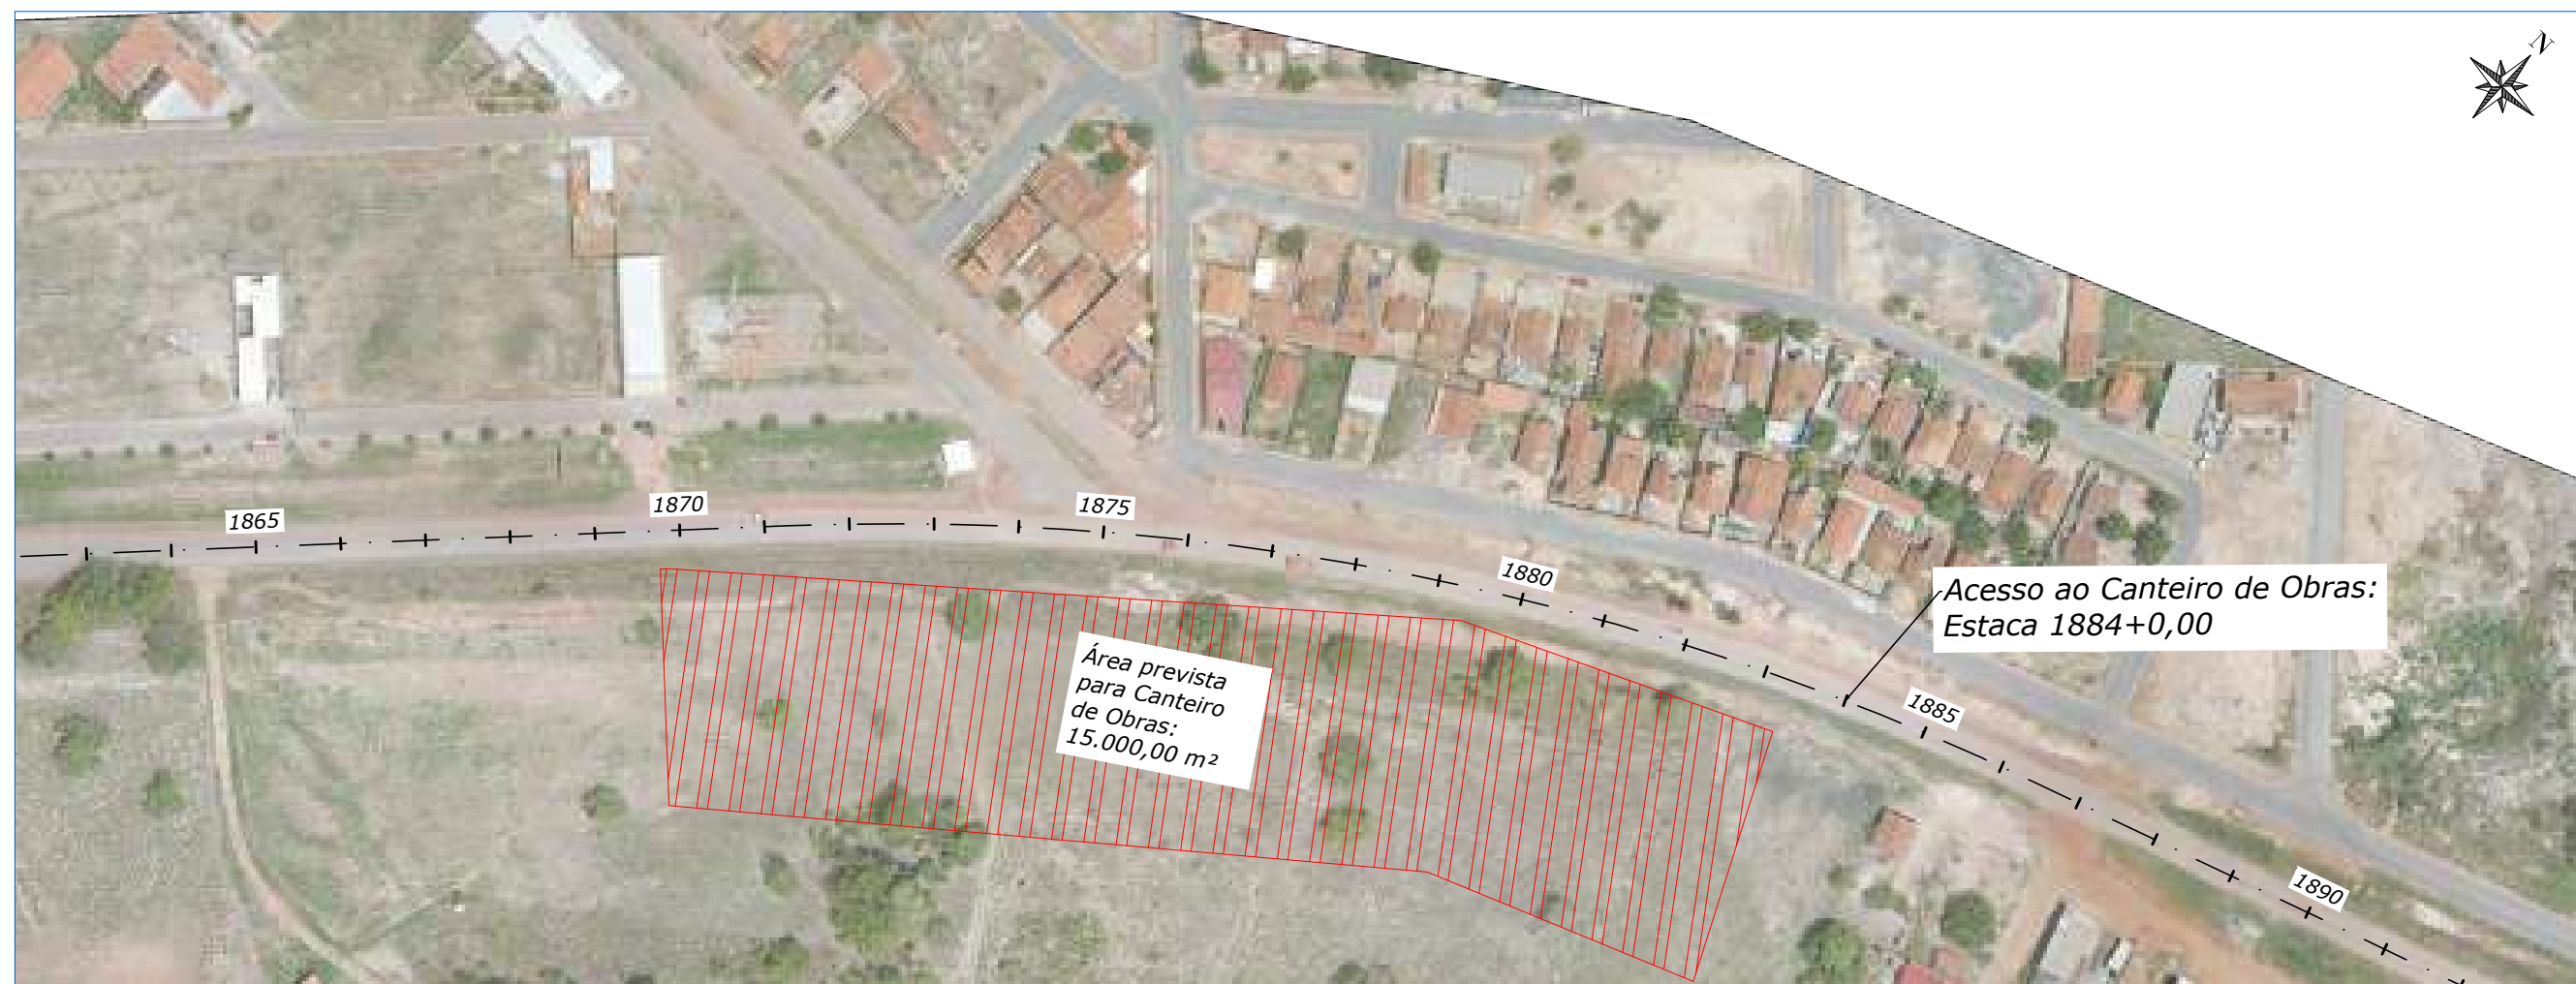 N
1865
1870
1875
1880
Acesso ao Canteiro de Obras:
Estaca 1884+0,00
Área prevista
para Canteiro
de Obras:
15.000,00 m²
1885
1890